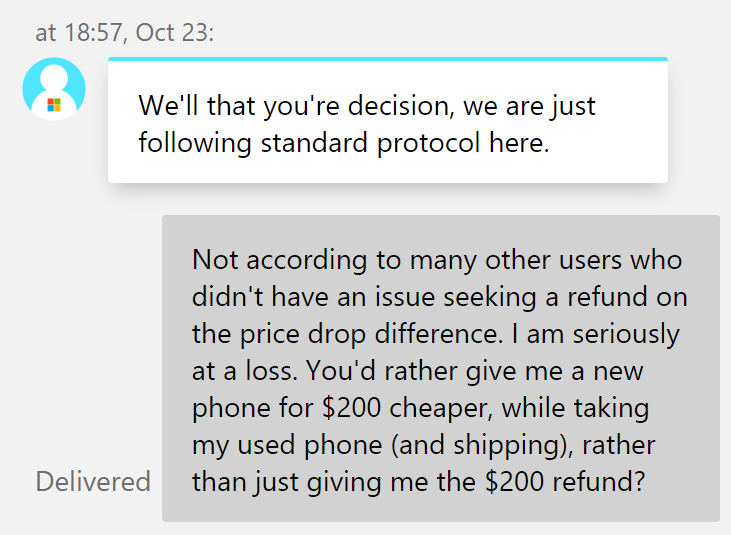 at 18:57, Oct 23:
We'll that you're decision, we are just
following standard protocol here.
Not according to many other users who
didn't have an issue seeking a refund on
the price drop difference. I am seriously
at a loss. You'd rather give me a new
phone for $200 cheaper, while taking
my used phone (and shipping), rather
than just giving me the $200 refund?
Delivered